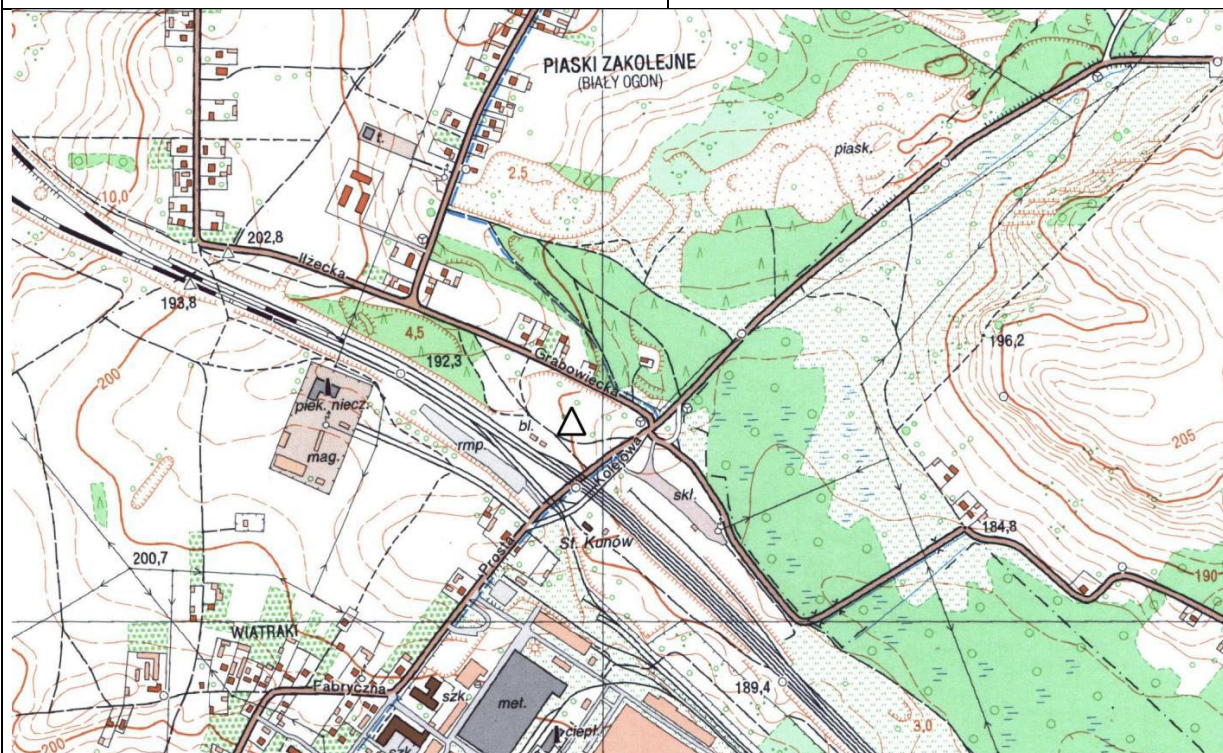 PIASKI ZAKOLEJNE
(BIAŁY OGON)
t.
piask.
2,5
10,0
202,8
Iłżecka
193,8
4,5
192,3
Grabowiecka
196,2
200
piek. niecz.
mag.
rmp.
bl.
Kolejowa
skł.
205
184,8
St. Kunów
Prosta
200,7
190
WIATRAKI
Fabryczna
szk.
met.
189,4
3,0
200
szk.
ciepł.